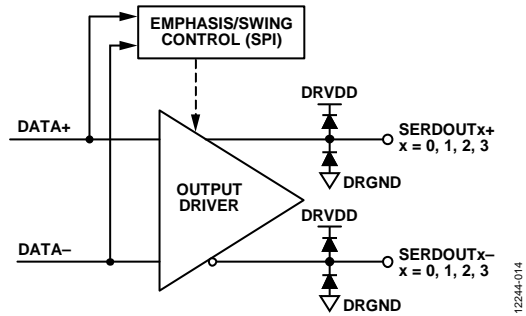 EMPHASIS/SWING
CONTROL (SPI)
DRVDD
DATA+
SERDOUTx+
x = 0, 1, 2, 3
DRGND
OUTPUT
DRIVER
DRVDD
DATA–
SERDOUTx–
x = 0, 1, 2, 3
DRGND
12244-014